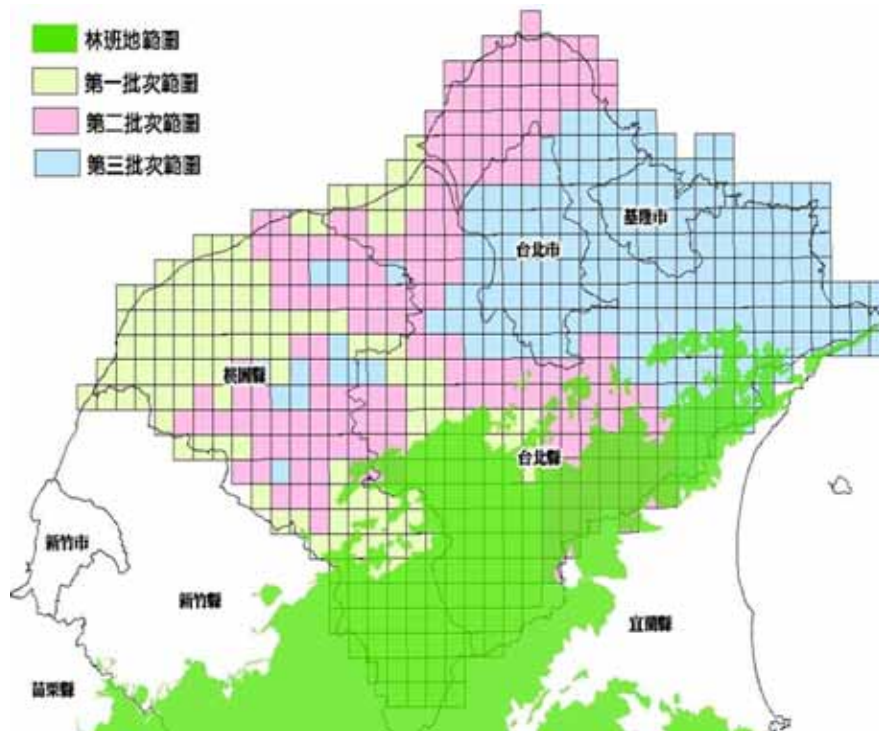 林班地範圍
第一批次範圍
第二批次範圍
第三批次範圍
基隆市
台北市
桃園縣
台北縣
新竹市
新竹縣
宜蘭縣
苗栗縣